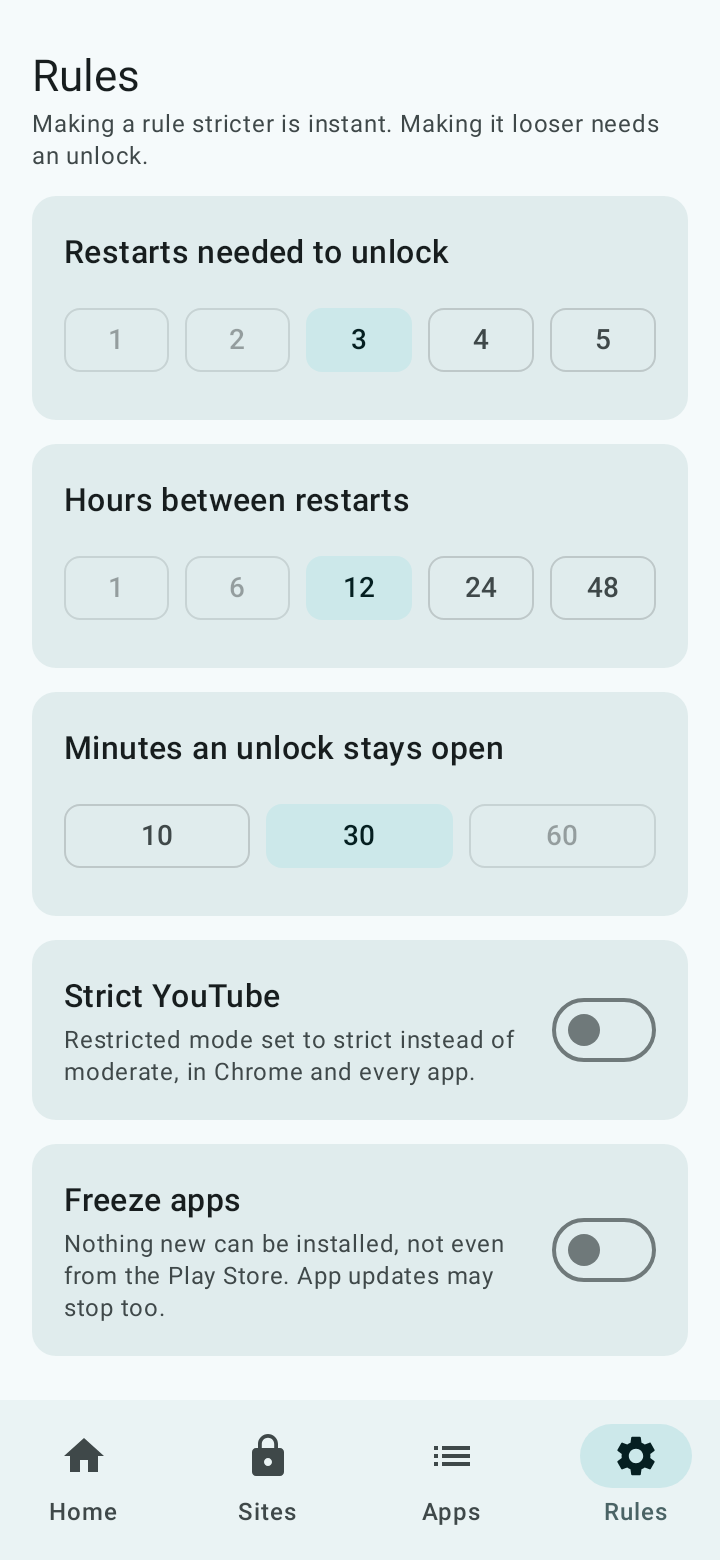 Rules
Making a rule stricter is instant. Making it looser needs
an unlock.
Restarts needed to unlock
1 2 3 4 5
Hours between restarts
1 6 12 24 48
Minutes an unlock stays open
10 30 60
Strict YouTube
Restricted mode set to strict instead of
moderate, in Chrome and every app.
Freeze apps
Nothing new can be installed, not even
from the Play Store. App updates may
stop too.
Home Sites Apps Rules